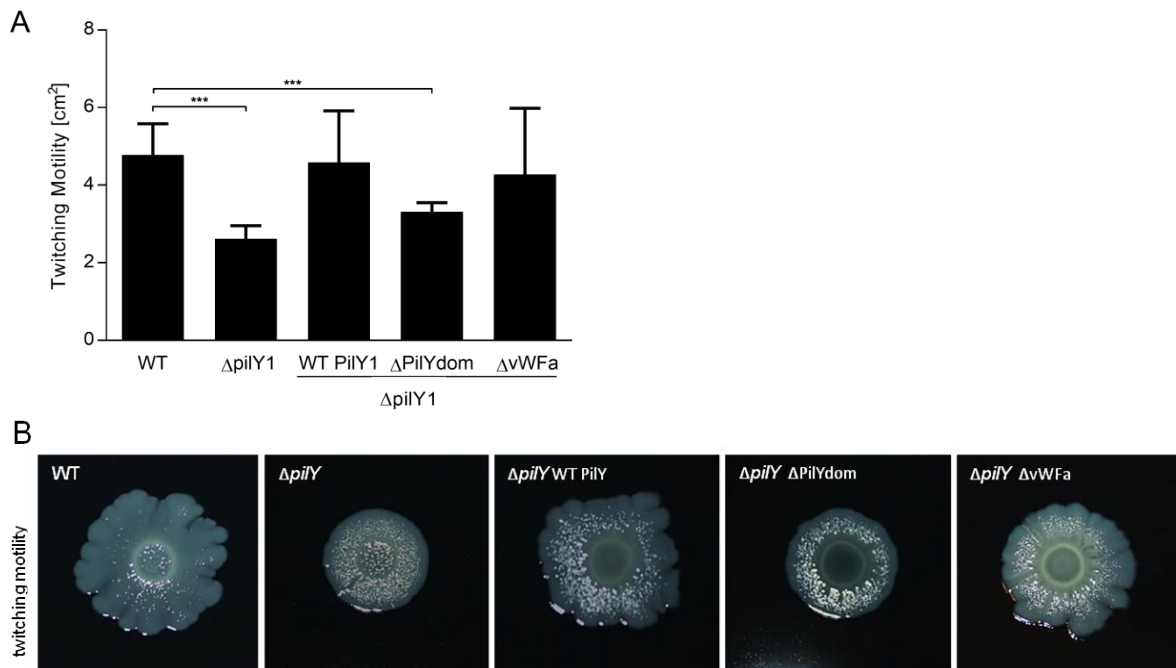 A
8
6
4
2
0
Twitching Motility [cm²]
***
***
WT
ΔpilY1
WT PilY1
ΔPilYdom
ΔvWFa
ΔpilY1
B
twitching motility
WT
ΔpilY
ΔpilY WT PilY
ΔpilY ΔPilYdom
ΔpilY ΔvWFa